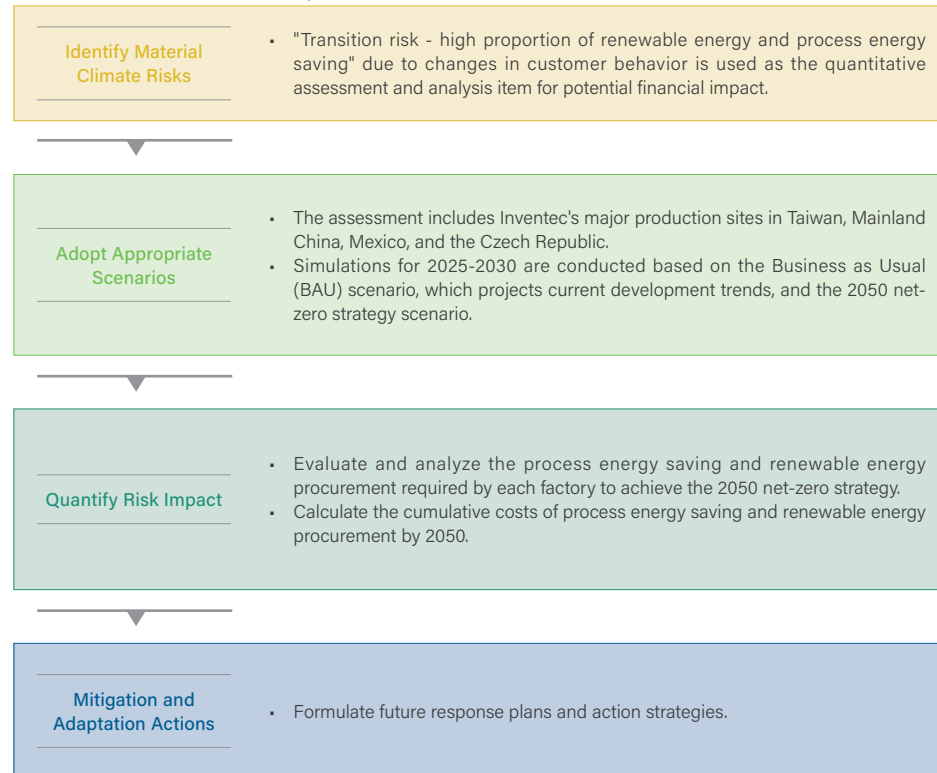 Identify Material
Climate Risks
▪ "Transition risk - high proportion of renewable energy and process energy
saving" due to changes in customer behavior is used as the quantitative
assessment and analysis item for potential financial impact.
Adopt Appropriate
Scenarios
▪ The assessment includes Inventec's major production sites in Taiwan, Mainland
China, Mexico, and the Czech Republic.
▪ Simulations for 2025-2030 are conducted based on the Business as Usual
(BAU) scenario, which projects current development trends, and the 2050 net-
zero strategy scenario.
Quantify Risk Impact
▪ Evaluate and analyze the process energy saving and renewable energy
procurement required by each factory to achieve the 2050 net-zero strategy.
▪ Calculate the cumulative costs of process energy saving and renewable energy
procurement by 2050.
Mitigation and
Adaptation Actions
▪ Formulate future response plans and action strategies.